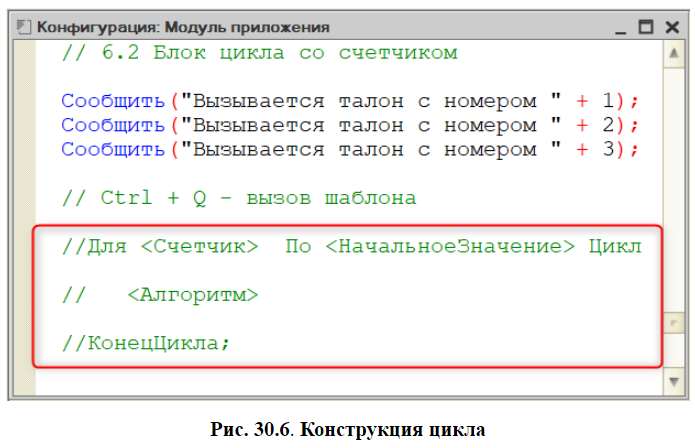 Конфигурация: Модуль приложения
// 6.2 Блок цикла со счетчиком
Сообщить("Вызывается талон с номером " + 1);
Сообщить("Вызывается талон с номером " + 2);
Сообщить("Вызывается талон с номером " + 3);
// Ctrl + Q - вызов шаблона
//Для <Счетчик>  По <НачальноеЗначение> Цикл
//   <Алгоритм>
//КонецЦикла;
Рис. 30.6. Конструкция цикла